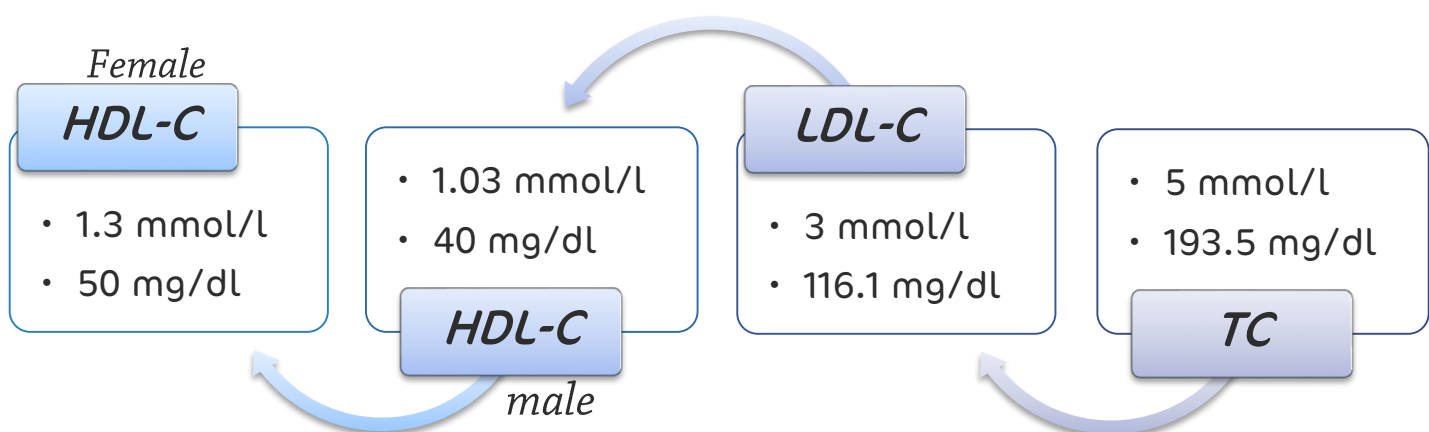 Female
HDL-C
• 1.3 mmol/l
• 50 mg/dl
• 1.03 mmol/l
• 40 mg/dl
HDL-C
male
LDL-C
• 3 mmol/l
• 116.1 mg/dl
• 5 mmol/l
• 193.5 mg/dl
TC